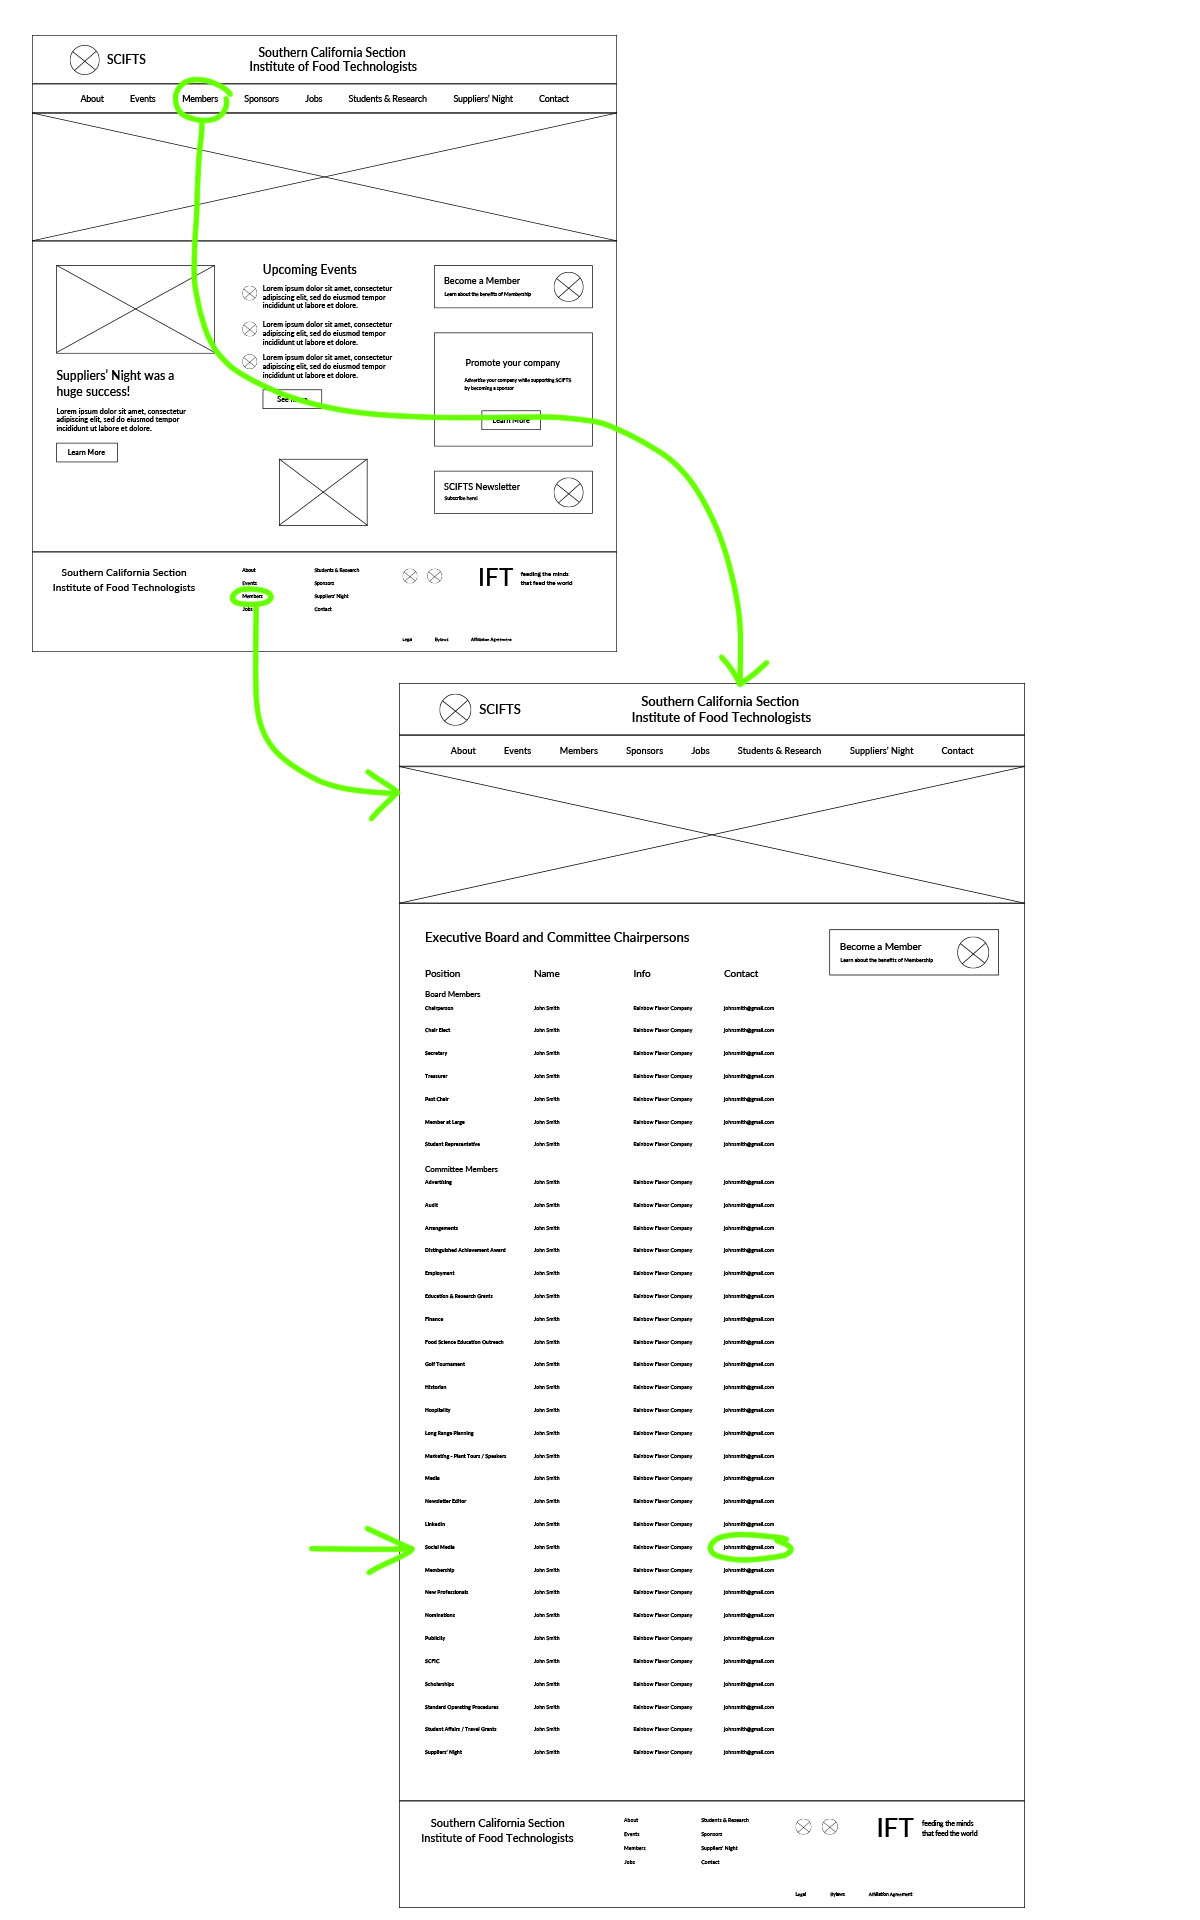 SCIFTS
Southern California Section
Institute of Food Technologists
About Events Members Sponsors Jobs Students & Research Suppliers' Night Contact
Suppliers' Night was a
huge success!
Lorem ipsum dolor sit amet, consectetur
adipiscing elit, sed do eiusmod tempor
incididunt ut labore et dolore.
Learn More
Upcoming Events
Lorem ipsum dolor sit amet, consectetur
adipiscing elit, sed do eiusmod tempor
incididunt ut labore et dolore.
Lorem ipsum dolor sit amet, consectetur
adipiscing elit, sed do eiusmod tempor
incididunt ut labore et dolore.
Lorem ipsum dolor sit amet, consectetur
adipiscing elit, sed do eiusmod tempor
incididunt ut labore et dolore.
See more
Become a Member
Learn about the benefits of Membership
Promote your company
Advertise your company while supporting SCIFTS
by becoming a sponsor
Learn More
SCIFTS Newsletter
Subscribe here!
Southern California Section
Institute of Food Technologists
About
Events
Members
Jobs
Students & Research
Sponsors
Suppliers' Night
Contact
IFT
feeding the minds
that feed the world
Legal Bylaws Affiliation Agreement
SCIFTS
Southern California Section
Institute of Food Technologists
About Events Members Sponsors Jobs Students & Research Suppliers' Night Contact
Executive Board and Committee Chairpersons
Become a Member
Learn about the benefits of Membership
Position Name Info Contact
Board Members
Chairperson John Smith Rainbow Flavor Company johnsmith@gmail.com
Chair Elect John Smith Rainbow Flavor Company johnsmith@gmail.com
Secretary John Smith Rainbow Flavor Company johnsmith@gmail.com
Treasurer John Smith Rainbow Flavor Company johnsmith@gmail.com
Past Chair John Smith Rainbow Flavor Company johnsmith@gmail.com
Member at Large John Smith Rainbow Flavor Company johnsmith@gmail.com
Student Representative John Smith Rainbow Flavor Company johnsmith@gmail.com
Committee Members
Advertising John Smith Rainbow Flavor Company johnsmith@gmail.com
Audit John Smith Rainbow Flavor Company johnsmith@gmail.com
Arrangements John Smith Rainbow Flavor Company johnsmith@gmail.com
Distinguished Achievement Award John Smith Rainbow Flavor Company johnsmith@gmail.com
Employment John Smith Rainbow Flavor Company johnsmith@gmail.com
Education & Research Grants John Smith Rainbow Flavor Company johnsmith@gmail.com
Finance John Smith Rainbow Flavor Company johnsmith@gmail.com
Food Science Education Outreach John Smith Rainbow Flavor Company johnsmith@gmail.com
Golf Tournament John Smith Rainbow Flavor Company johnsmith@gmail.com
Historian John Smith Rainbow Flavor Company johnsmith@gmail.com
Hospitality John Smith Rainbow Flavor Company johnsmith@gmail.com
Long Range Planning John Smith Rainbow Flavor Company johnsmith@gmail.com
Marketing - Plant Tours / Speakers John Smith Rainbow Flavor Company johnsmith@gmail.com
Media John Smith Rainbow Flavor Company johnsmith@gmail.com
Newsletter Editor John Smith Rainbow Flavor Company johnsmith@gmail.com
Linkedin John Smith Rainbow Flavor Company johnsmith@gmail.com
Social Media John Smith Rainbow Flavor Company johnsmith@gmail.com
Membership John Smith Rainbow Flavor Company johnsmith@gmail.com
New Professionals John Smith Rainbow Flavor Company johnsmith@gmail.com
Nominations John Smith Rainbow Flavor Company johnsmith@gmail.com
Publicity John Smith Rainbow Flavor Company johnsmith@gmail.com
SCFIC John Smith Rainbow Flavor Company johnsmith@gmail.com
Scholarships John Smith Rainbow Flavor Company johnsmith@gmail.com
Standard Operating Procedures John Smith Rainbow Flavor Company johnsmith@gmail.com
Student Affairs / Travel Grants John Smith Rainbow Flavor Company johnsmith@gmail.com
Suppliers' Night John Smith Rainbow Flavor Company johnsmith@gmail.com
Southern California Section
Institute of Food Technologists
About
Events
Members
Jobs
Students & Research
Sponsors
Suppliers' Night
Contact
IFT
feeding the minds
that feed the world
Legal Bylaws Affiliation Agreement